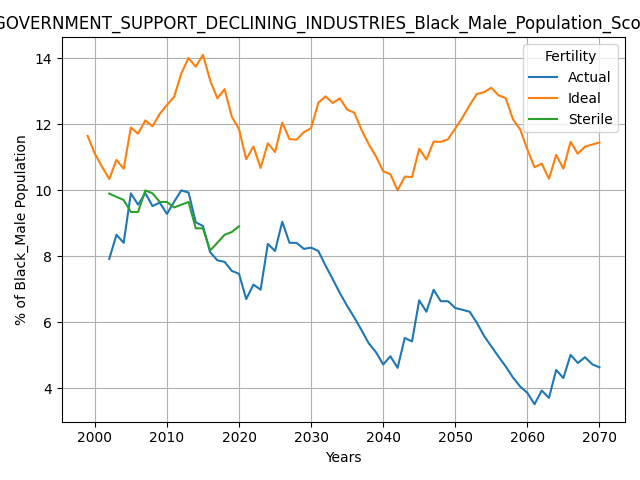 GOVERNMENT_SUPPORT_DECLINING_INDUSTRIES_Black_Male_Population_Sco
Fertility
Actual
Ideal
Sterile
% of Black_Male Population
14
12
10
8
6
4
2000 2010 2020 2030 2040 2050 2060 2070
Years